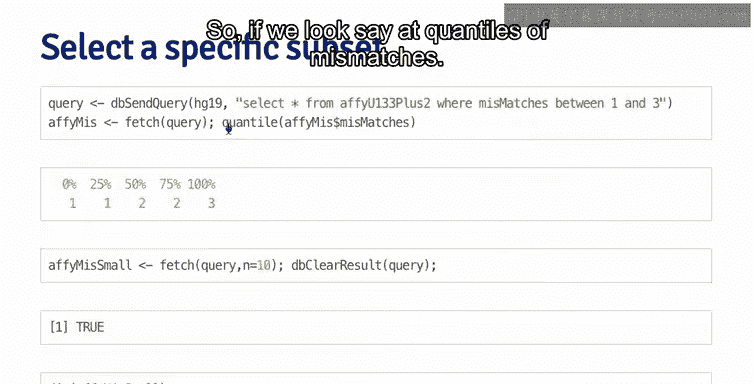 So, if we look say at quantiles of
mismatches.
Select a specific subset
query <- dbSendQuery(hg19, "select * from affyU133Plus2 where misMatches between 1 and 3")
affyMis <- fetch(query); quantile(affyMis$misMatches)
0% 25% 50% 75% 100%
1 1 2 2 3
affyMisSmall <- fetch(query,n=10); dbClearResult(query);
[1] TRUE